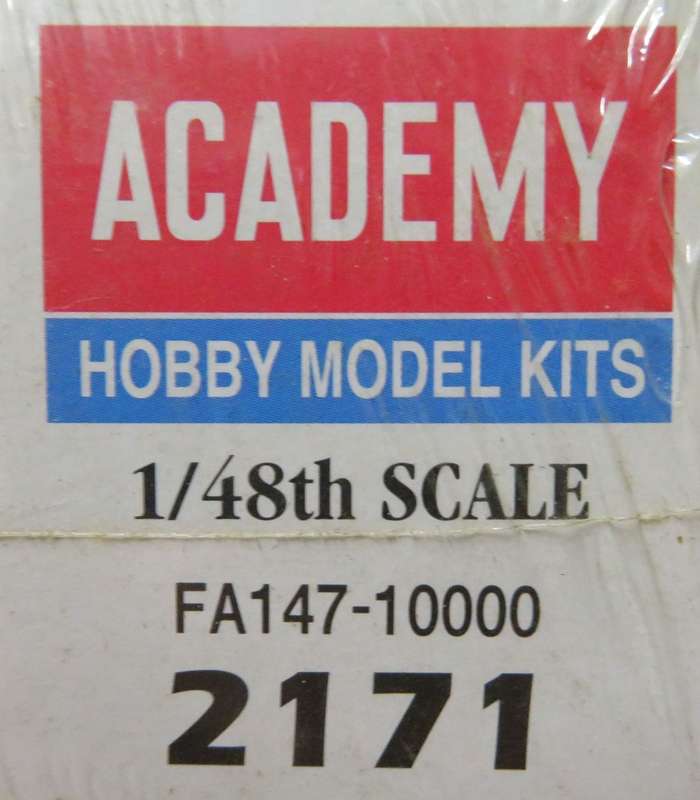 ACADEMY
HOBBY MODEL KITS
1/48th SCALE
FA147-10000
2171